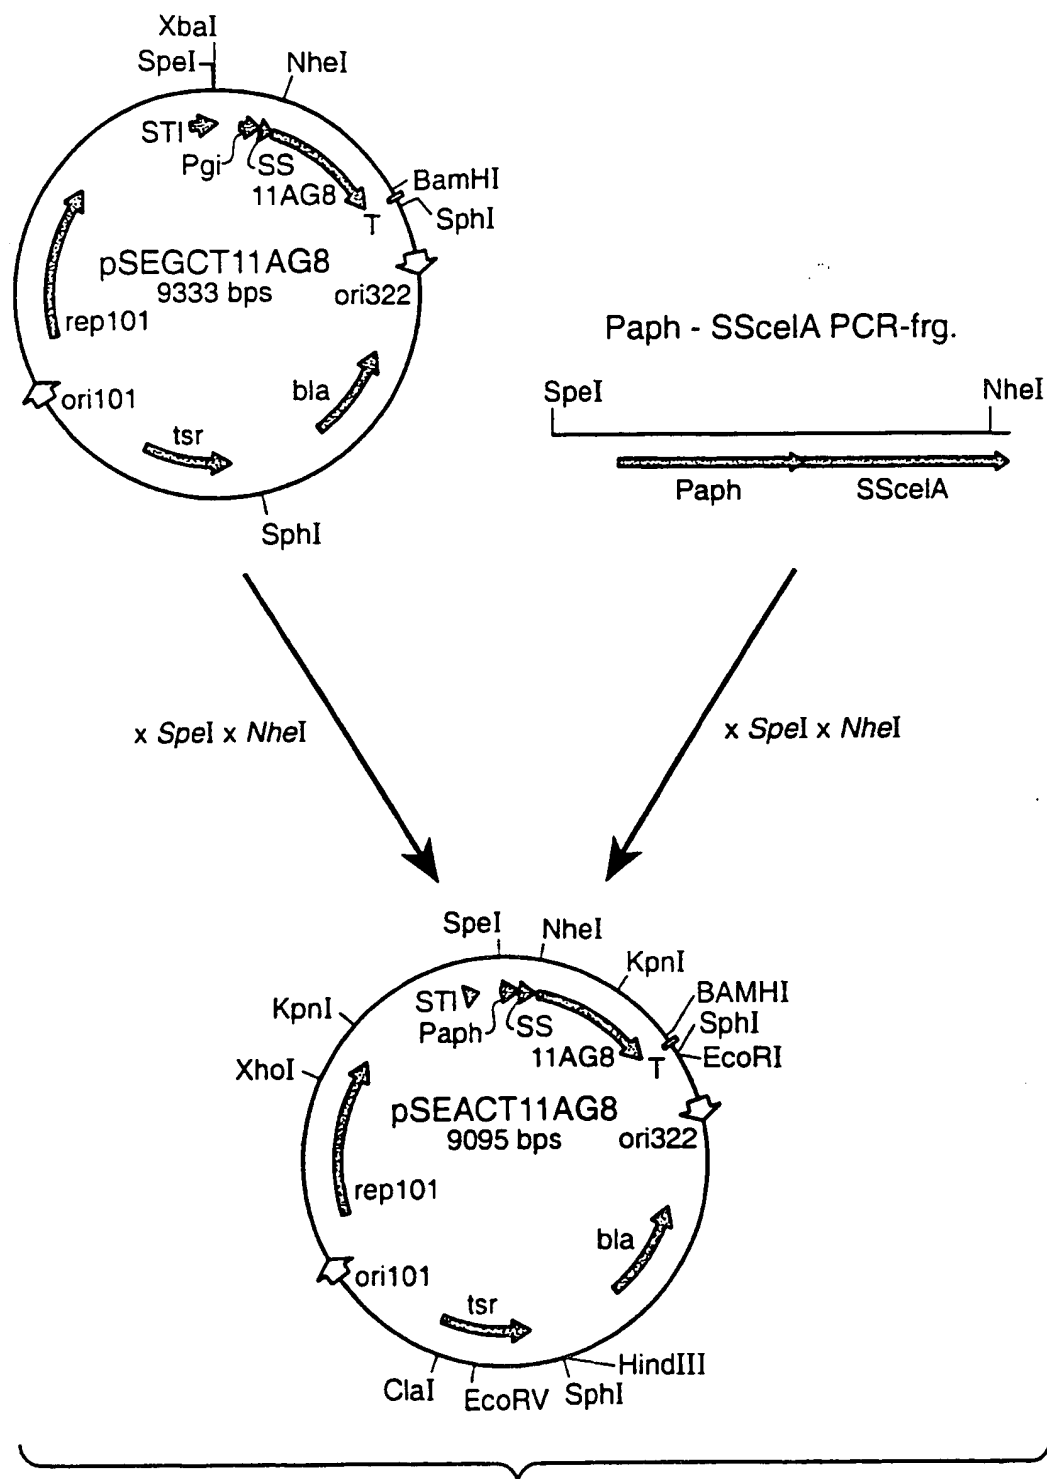 XbaI
SpeI
NheI
STI
Pgi
SS
11AG8
T
BamHI
SphI
pSEGCT11AG8
9333 bps
ori322
rep101
ori101
bla
tsr
SphI
Paph - SScelA PCR-frg.
SpeI
NheI
Paph
SScelA
x SpeI x NheI
x SpeI x NheI
SpeI
NheI
KpnI
KpnI
STI
Paph
SS
11AG8
T
BAMHI
SphI
EcoRI
XhoI
pSEACT11AG8
9095 bps
ori322
rep101
bla
ori101
tsr
HindIII
ClaI
EcoRV
SphI